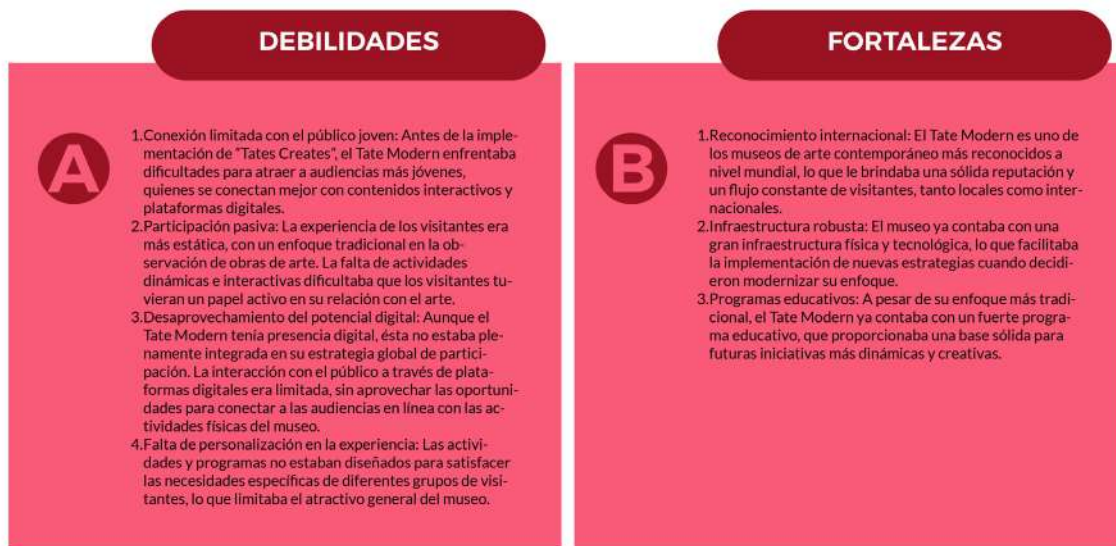 DEBILIDADES
A
1.Conexión limitada con el público joven: Antes de la imple-
mentación de "Tates Creates", el Tate Modern enfrentaba
dificultades para atraer a audiencias más jóvenes,
quienes se conectan mejor con contenidos interactivos y
plataformas digitales.
2.Participación pasiva: La experiencia de los visitantes era
más estática, con un enfoque tradicional en la ob-
servación de obras de arte. La falta de actividades
dinámicas e interactivas dificultaba que los visitantes tu-
vieran un papel activo en su relación con el arte.
3.Desaprovechamiento del potencial digital: Aunque el
Tate Modern tenía presencia digital, ésta no estaba ple-
namente integrada en su estrategia global de partici-
pación. La interacción con el público a través de plata-
formas digitales era limitada, sin aprovechar las oportuni-
dades para conectar a las audiencias en línea con las ac-
tividades físicas del museo.
4.Falta de personalización en la experiencia: Las activi-
dades y programas no estaban diseñados para satisfacer
las necesidades específicas de diferentes grupos de visi-
tantes, lo que limitaba el atractivo general del museo.
FORTALEZAS
B
1.Reconocimiento internacional: El Tate Modern es uno de
los museos de arte contemporáneo más reconocidos a
nivel mundial, lo que le brindaba una sólida reputación y
un flujo constante de visitantes, tanto locales como inter-
nacionales.
2.Infraestructura robusta: El museo ya contaba con una
gran infraestructura física y tecnológica, lo que facilitaba
la implementación de nuevas estrategias cuando decidi-
eron modernizar su enfoque.
3.Programas educativos: A pesar de su enfoque más tradi-
cional, el Tate Modern ya contaba con un fuerte progra-
ma educativo, que proporcionaba una base sólida para
futuras iniciativas más dinámicas y creativas.